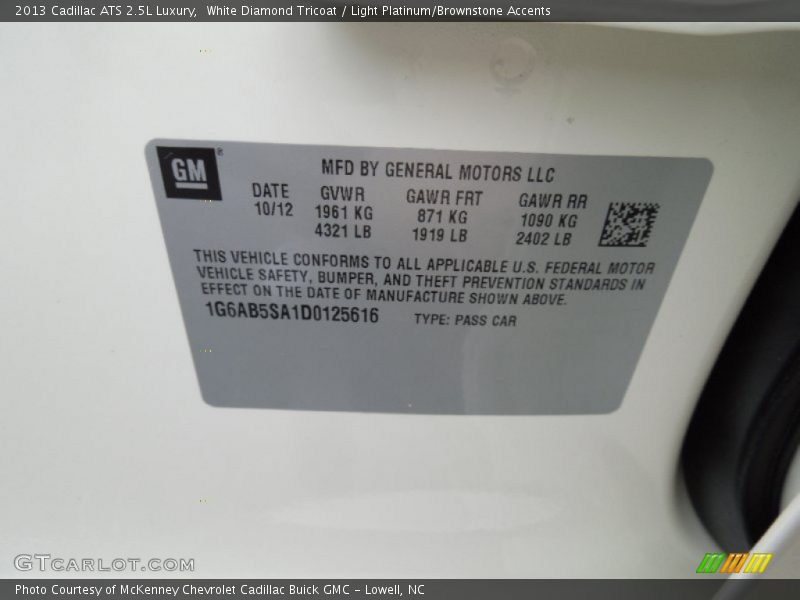 2013 Cadillac ATS 2.5L Luxury,  White Diamond Tricoat / Light Platinum/Brownstone Accents
GM®
MFD BY GENERAL MOTORS LLC
DATE GVWR GAWR FRT GAWR RR
10/12 1961 KG 871 KG 1090 KG
4321 LB 1919 LB 2402 LB
THIS VEHICLE CONFORMS TO ALL APPLICABLE U.S. FEDERAL MOTOR
VEHICLE SAFETY, BUMPER, AND THEFT PREVENTION STANDARDS IN
EFFECT ON THE DATE OF MANUFACTURE SHOWN ABOVE.
1G6AB5SA1D0125616 TYPE: PASS CAR
GTCARLOT.COM
Photo Courtesy of McKenney Chevrolet Cadillac Buick GMC - Lowell, NC